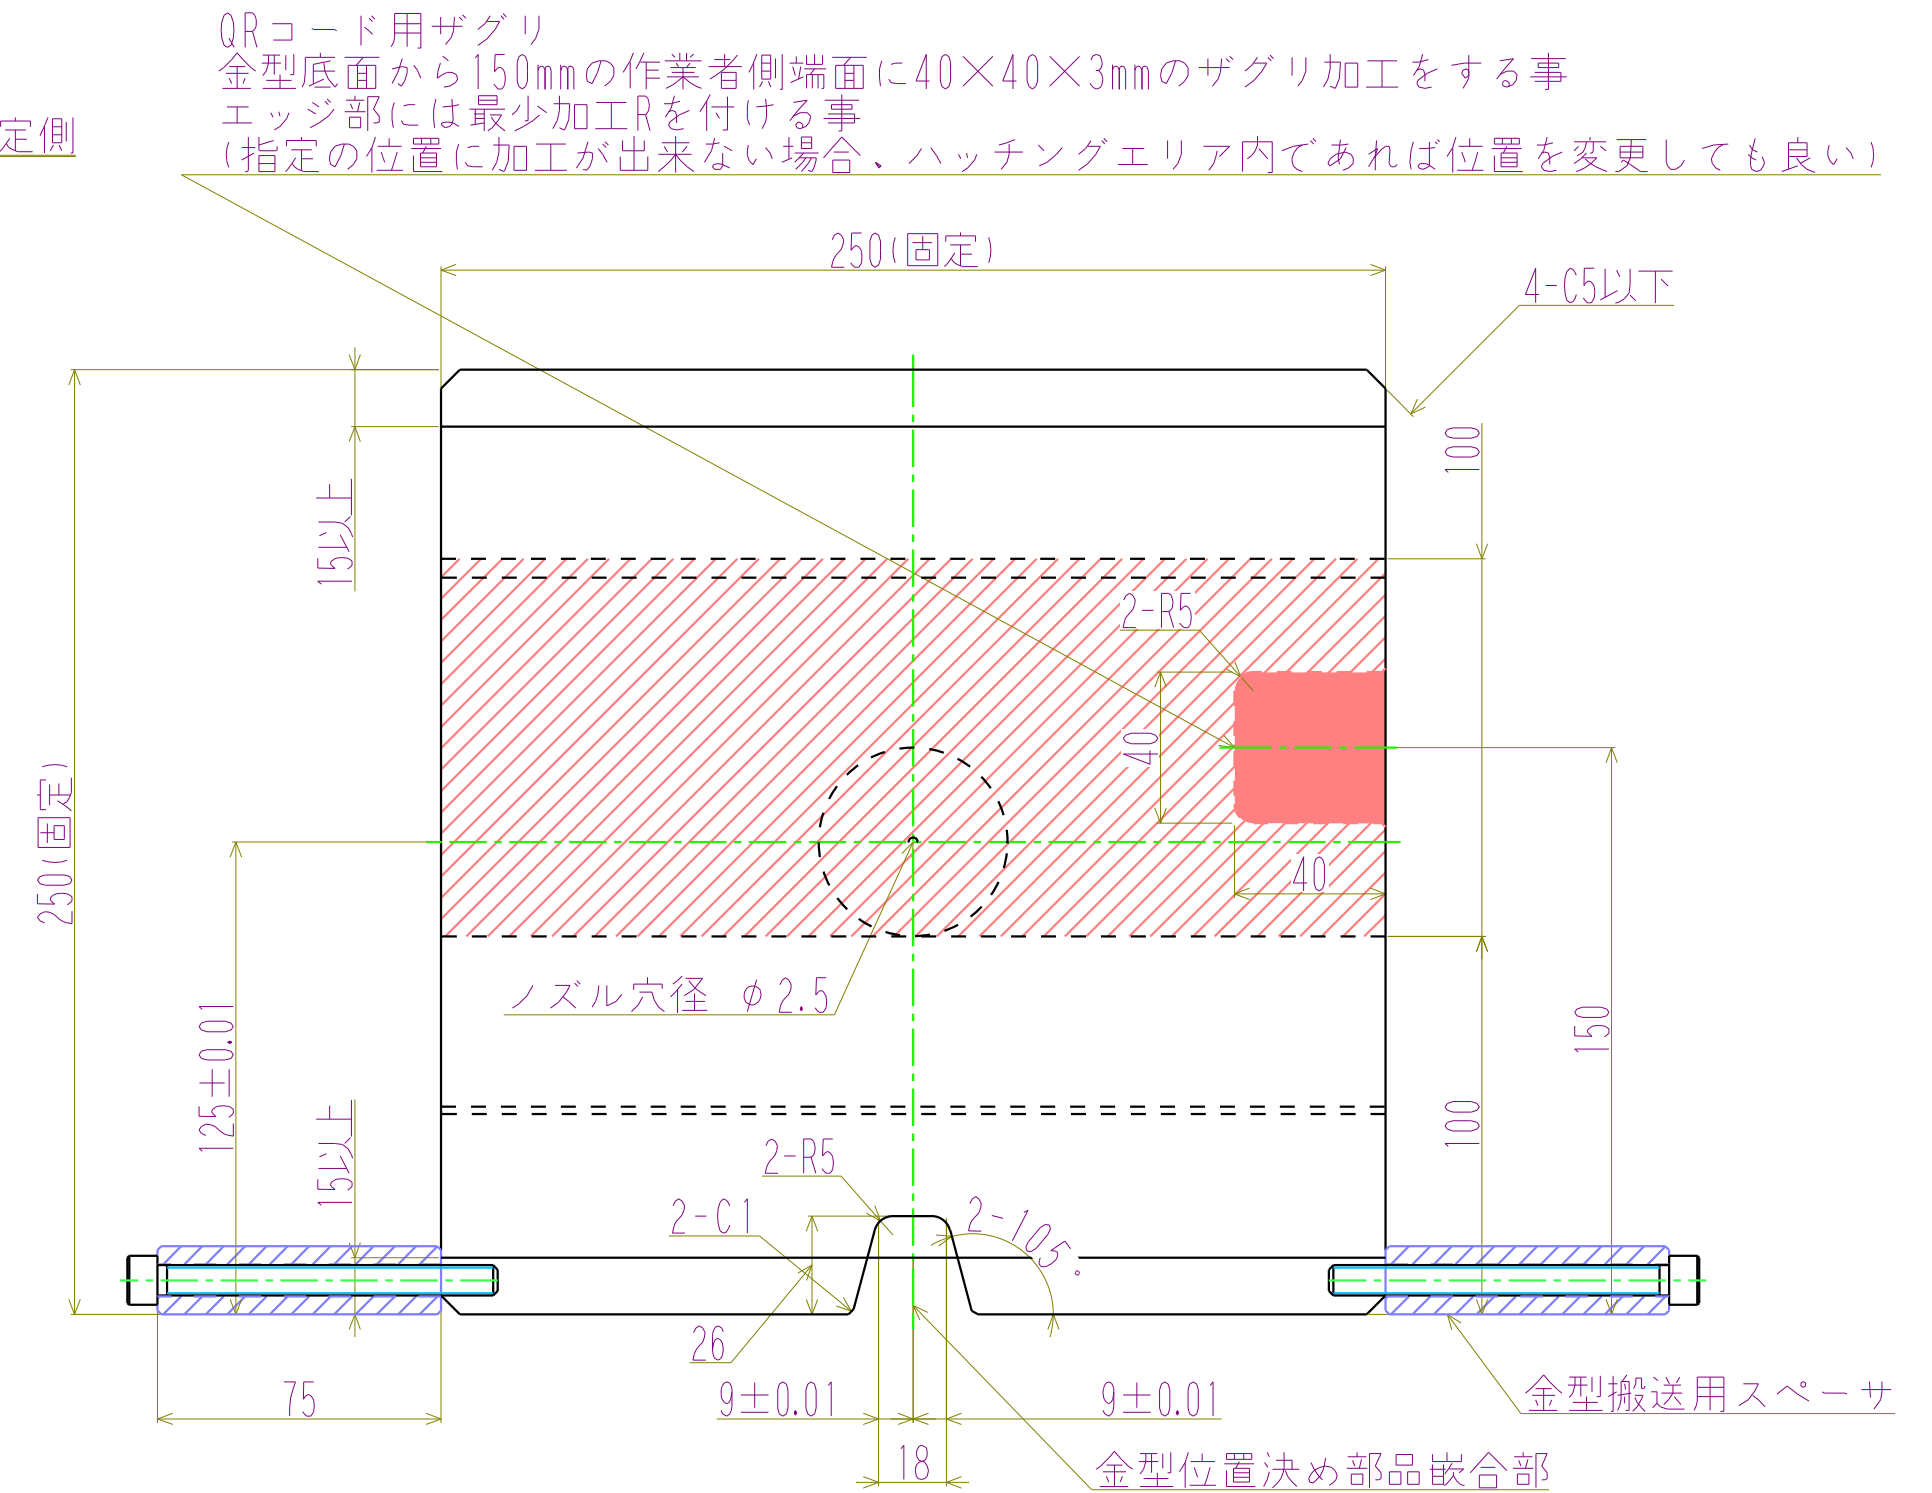 QRコード用ザグリ
金型底面から150mmの作業者側端面に40×40×3mmのザグリ加工をする事
エッジ部には最少加工Rを付ける事
(指定の位置に加工が出来ない場合、ハッチングエリア内であれば位置を変更しても良い)
定側
250(固定)
4-C5以下
100
15以上
2-R5
40
40
250(固定)
ノズル穴径 φ2.5
125±0.01
150
100
15以上
2-R5
2-C1
2-105°
26
75
9±0.01
9±0.01
18
金型搬送用スペーサ
金型位置決め部品嵌合部